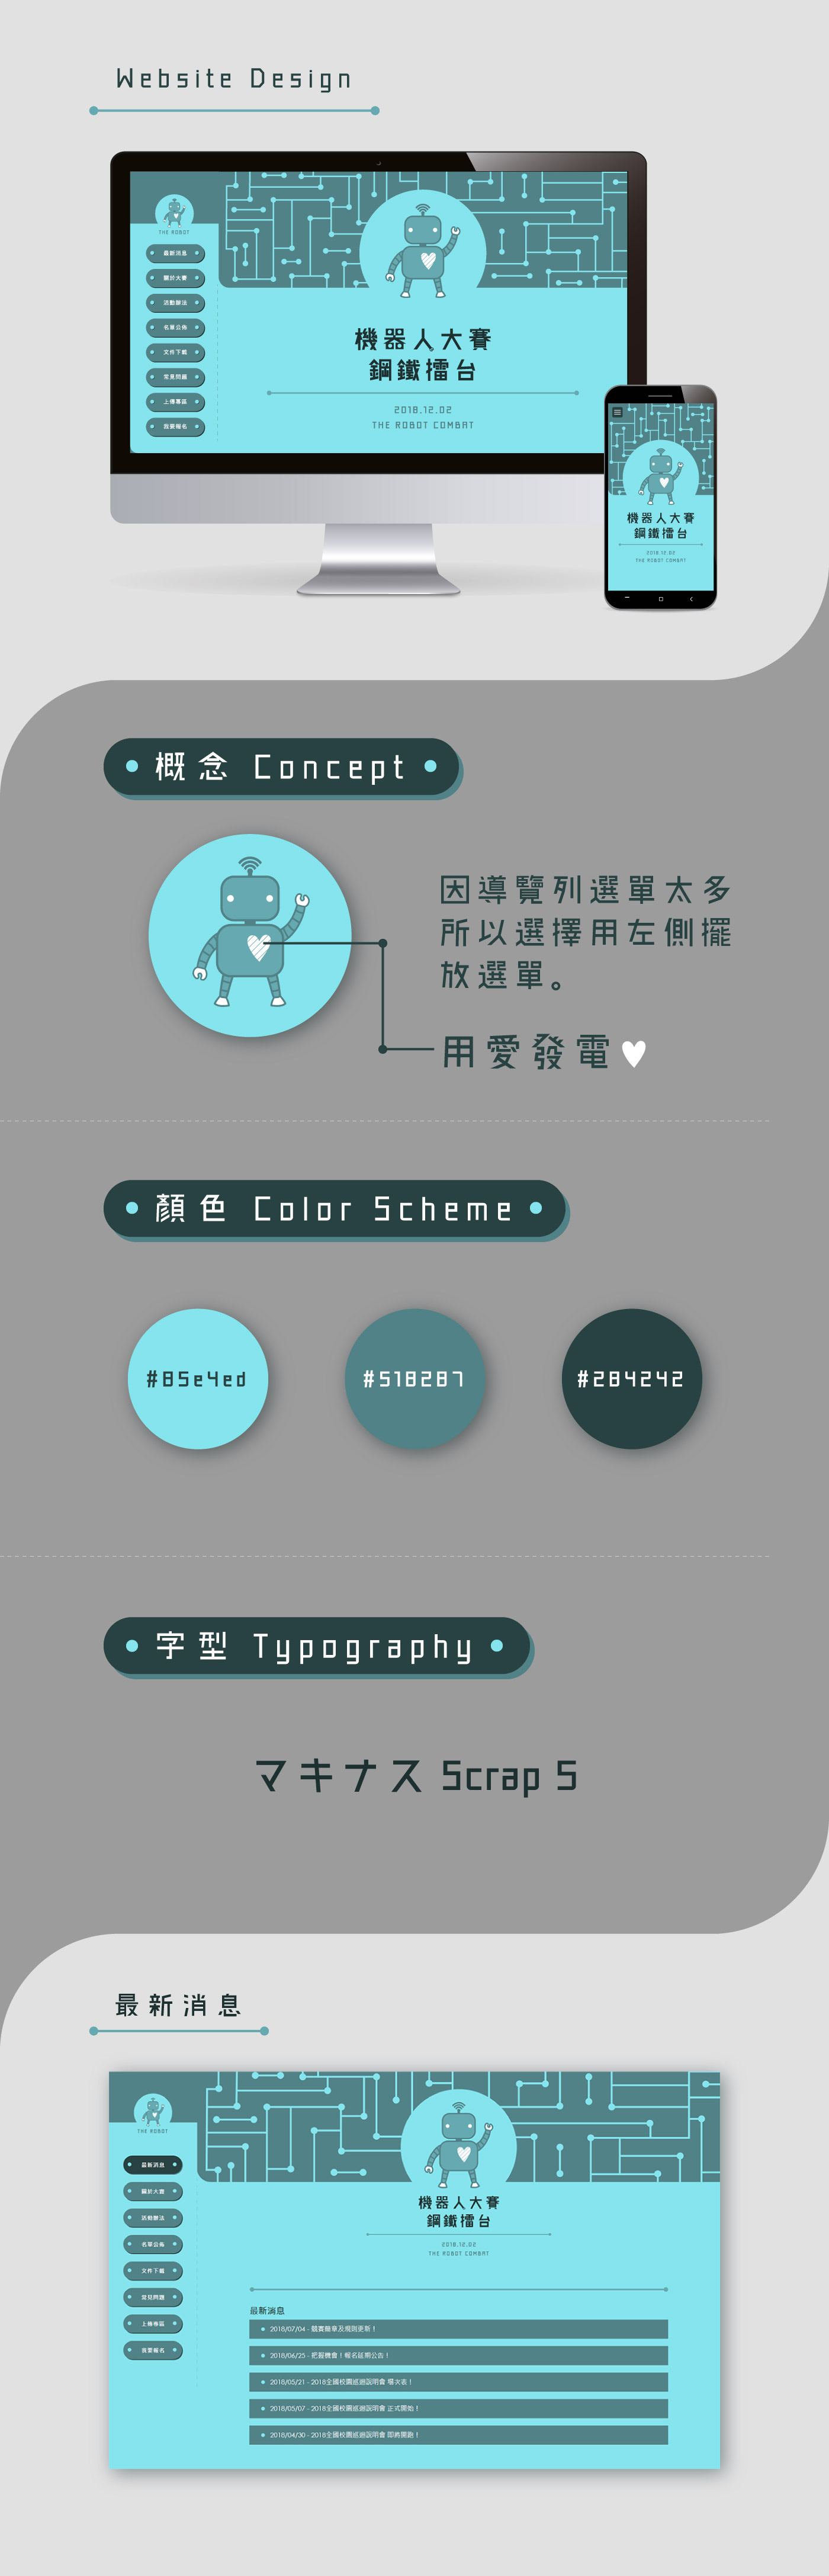 Website Design
THE ROBOT
最新消息
關於大賽
活動辦法
名單公佈
文件下載
常見問題
上傳專區
我要報名
機器人大賽
鋼鐵擂台
2018.12.02
THE ROBOT COMBAT
機器人大賽
鋼鐵擂台
2018.12.02
THE ROBOT COMBAT
概念 Concept
因導覽列選單太多
所以選擇用左側擺
放選單。
用愛發電
顏色 Color Scheme
#85e4ed
#518287
#284242
字型 Typography
マキナス Scrap 5
最新消息
THE ROBOT
最新消息
關於大賽
活動辦法
名單公佈
文件下載
常見問題
上傳專區
我要報名
機器人大賽
鋼鐵擂台
2018.12.02
THE ROBOT COMBAT
最新消息
2018/07/04 - 競賽簡章及規則更新！
2018/06/25 - 把握機會！報名延期公告！
2018/05/21 - 2018全國校園巡迴說明會 場次表！
2018/05/07 - 2018全國校園巡迴說明會 正式開始！
2018/04/30 - 2018全國校園巡迴說明會 即將開跑！